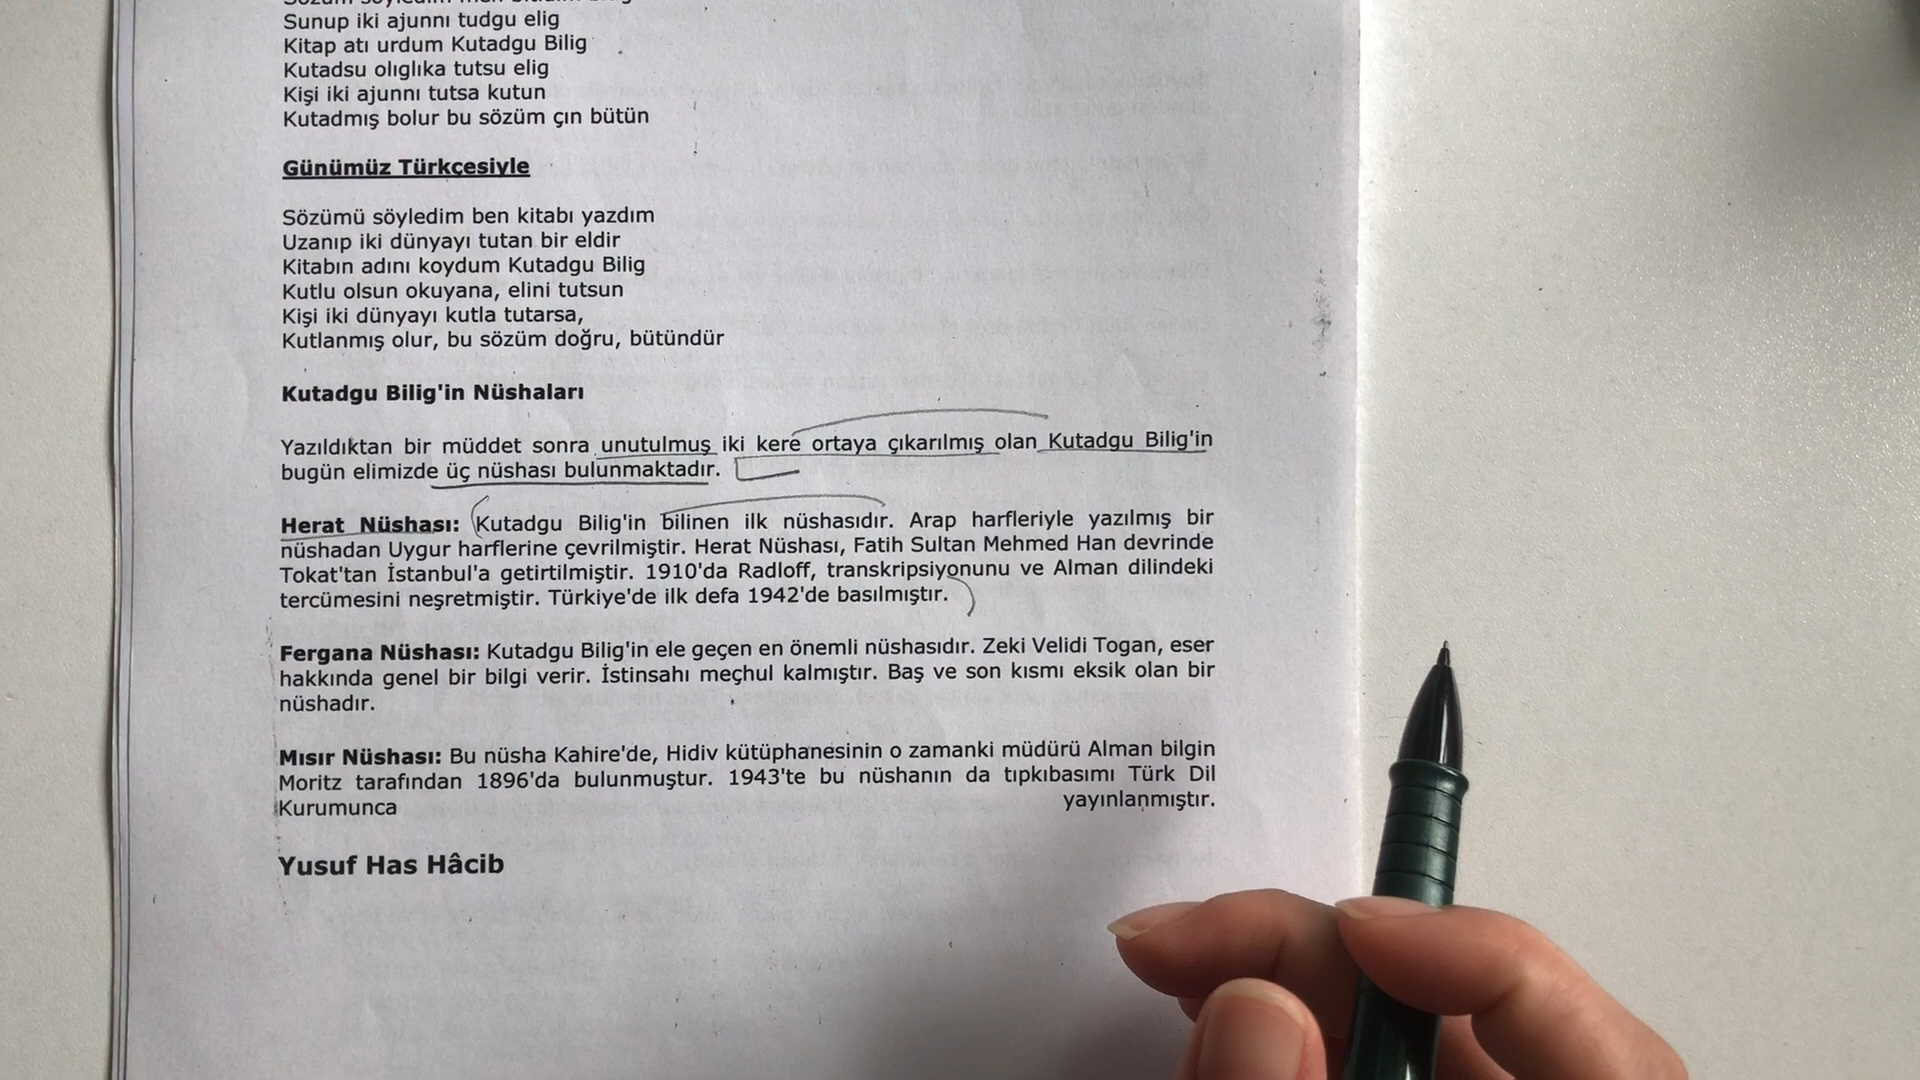 Sunup iki ajunnı tudgu elig
Kitap atı urdum Kutadgu Bilig
Kutadsu olıglıka tutsu elig
Kişi iki ajunnı tutsa kutun
Kutadmış bolur bu sözüm çın bütün
Günümüz Türkçesiyle
Sözümü söyledim ben kitabı yazdım
Uzanıp iki dünyayı tutan bir eldir
Kitabın adını koydum Kutadgu Bilig
Kutlu olsun okuyana, elini tutsun
Kişi iki dünyayı kutla tutarsa,
Kutlanmış olur, bu sözüm doğru, bütündür
Kutadgu Bilig'in Nüshaları
Yazıldıktan bir müddet sonra unutulmuş iki kere ortaya çıkarılmış olan Kutadgu Bilig'in
bugün elimizde üç nüshası bulunmaktadır.
Herat Nüshası: Kutadgu Bilig'in bilinen ilk nüshasıdır. Arap harfleriyle yazılmış bir
nüshadan Uygur harflerine çevrilmiştir. Herat Nüshası, Fatih Sultan Mehmed Han devrinde
Tokat'tan İstanbul'a getirtilmiştir. 1910'da Radloff, transkripsiyonunu ve Alman dilindeki
tercümesini neşretmiştir. Türkiye'de ilk defa 1942'de basılmıştır.
Fergana Nüshası: Kutadgu Bilig'in ele geçen en önemli nüshasıdır. Zeki Velidi Togan, eser
hakkında genel bir bilgi verir. İstinsahı meçhul kalmıştır. Baş ve son kısmı eksik olan bir
nüshadır.
Mısır Nüshası: Bu nüsha Kahire'de, Hidiv kütüphanesinin o zamanki müdürü Alman bilgin
Moritz tarafından 1896'da bulunmuştur. 1943'te bu nüshanın da tıpkıbasımı Türk Dil
Kurumunca yayınlanmıştır.
Yusuf Has Hâcib